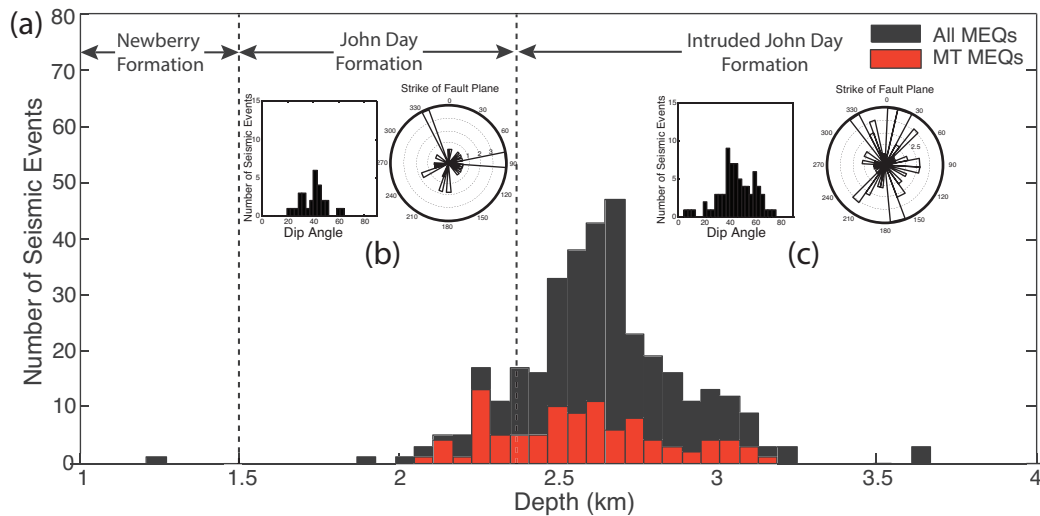 (a)
Newberry
Formation
John Day
Formation
Intruded John Day
Formation
All MEQs
MT MEQs
Number of Seismic Events
80
70
60
50
40
30
20
10
0
1
1.5
2
2.5
3
3.5
4
Depth (km)
Number of Seismic Events
15
10
5
0
0 20 40 60 80
Dip Angle
Strike of Fault Plane
0
30
60
90
120
150
180
210
240
270
300
330
1 2 3
(b)
Number of Seismic Events
15
10
5
0
0 20 40 60 80
Dip Angle
Strike of Fault Plane
0
30
60
90
120
150
180
210
240
270
300
330
2.5
(c)